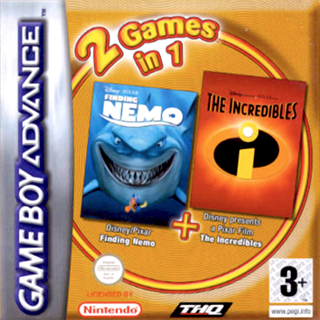 GAME BOY ADVANCE
2 Games
in 1
DISNEY · PIXAR
FINDING
NEMO
THE INCREDIBLES
i
Disney/Pixar
Finding Nemo
+
Disney presents
a Pixar Film
The Incredibles
LICENSED BY
Nintendo
THQ
3+
www.pegi.info